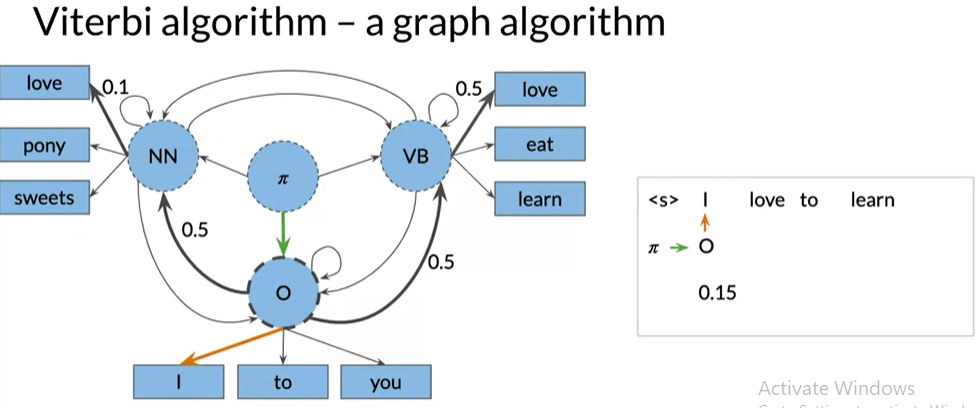 Viterbi algorithm – a graph algorithm
love
0.1
0.5
love
pony
NN
VB
eat
π
sweets
learn
<s> I love to learn
0.5
π → O
0.5
O
0.15
I
to
you
Activate Windows